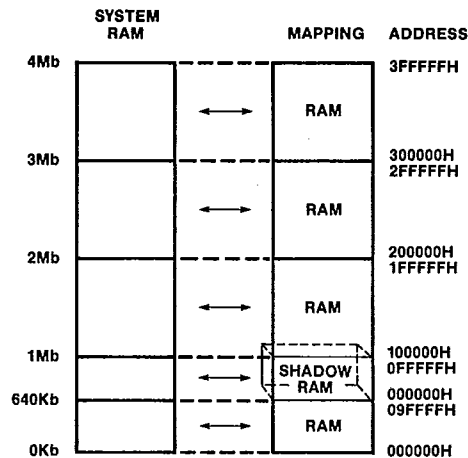 SYSTEM RAM MAPPING ADDRESS
4Mb 3FFFFFH
RAM
3Mb 300000H
2FFFFFH
RAM
2Mb 200000H
1FFFFFH
RAM
1Mb 100000H
0FFFFFH
SHADOW RAM
640Kb 000000H
09FFFFH
RAM
0Kb 000000H